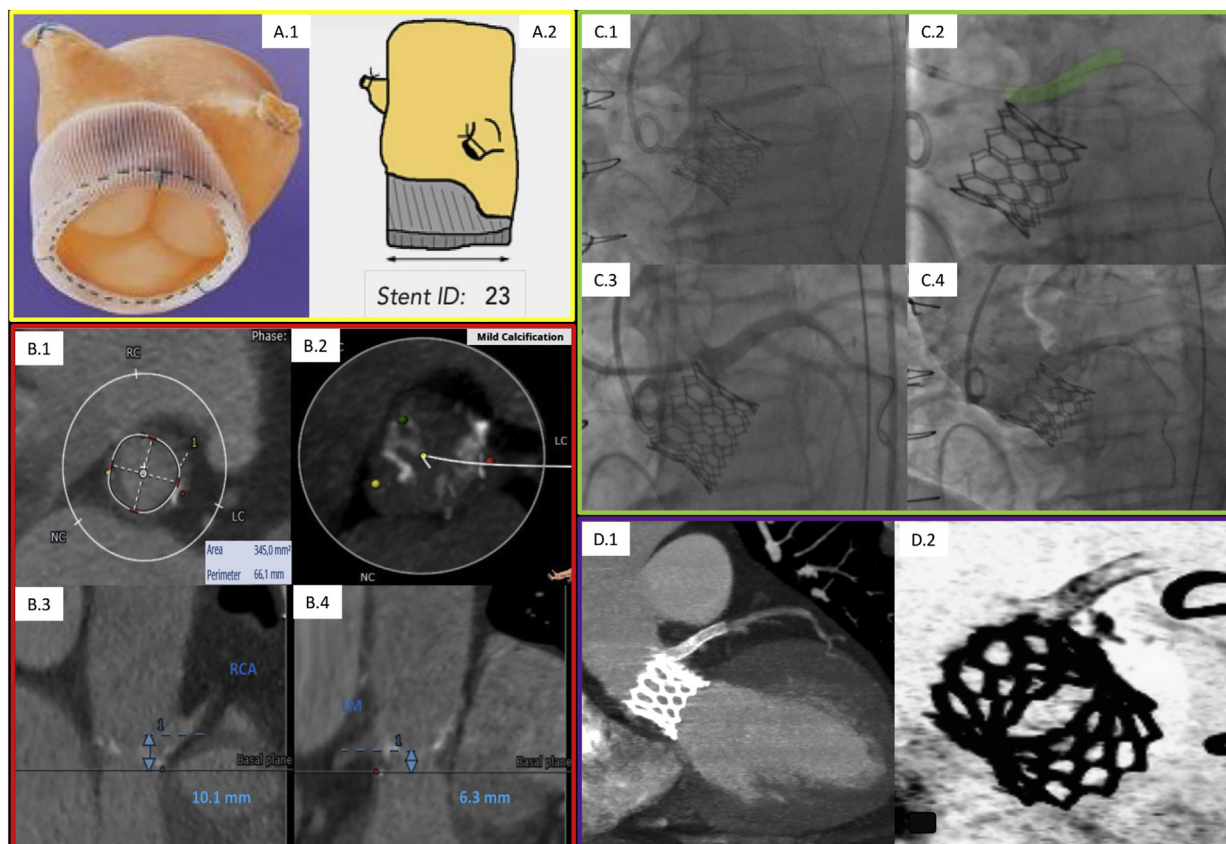 A.1
A.2
Stent ID: 23
B.1
Phase:
RC
1
LC
NC
Area 345,0 mm²
Perimeter 66,1 mm
B.2
Mild Calcification
LC
NC
B.3
RCA
1
Basal plane
10.1 mm
B.4
LM
1
Basal plane
6.3 mm
C.1
C.2
C.3
C.4
D.1
D.2